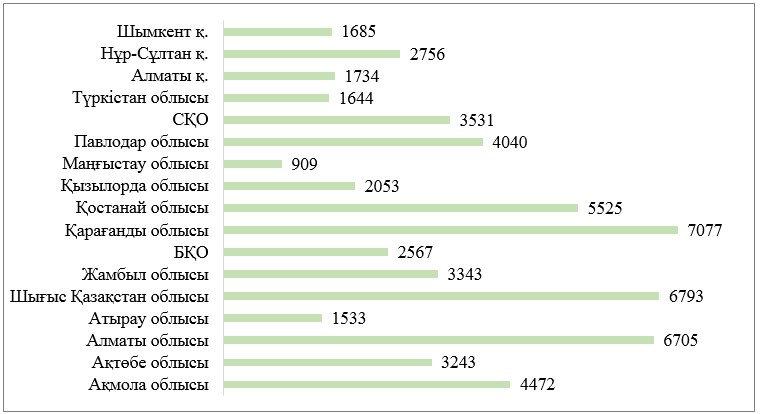 Шымкент қ. 1685
Нұр-Сұлтан қ. 2756
Алматы қ. 1734
Түркістан облысы 1644
СҚО 3531
Павлодар облысы 4040
Маңғыстау облысы 909
Қызылорда облысы 2053
Қостанай облысы 5525
Қарағанды облысы 7077
БҚО 2567
Жамбыл облысы 3343
Шығыс Қазақстан облысы 6793
Атырау облысы 1533
Алматы облысы 6705
Ақтөбе облысы 3243
Ақмола облысы 4472